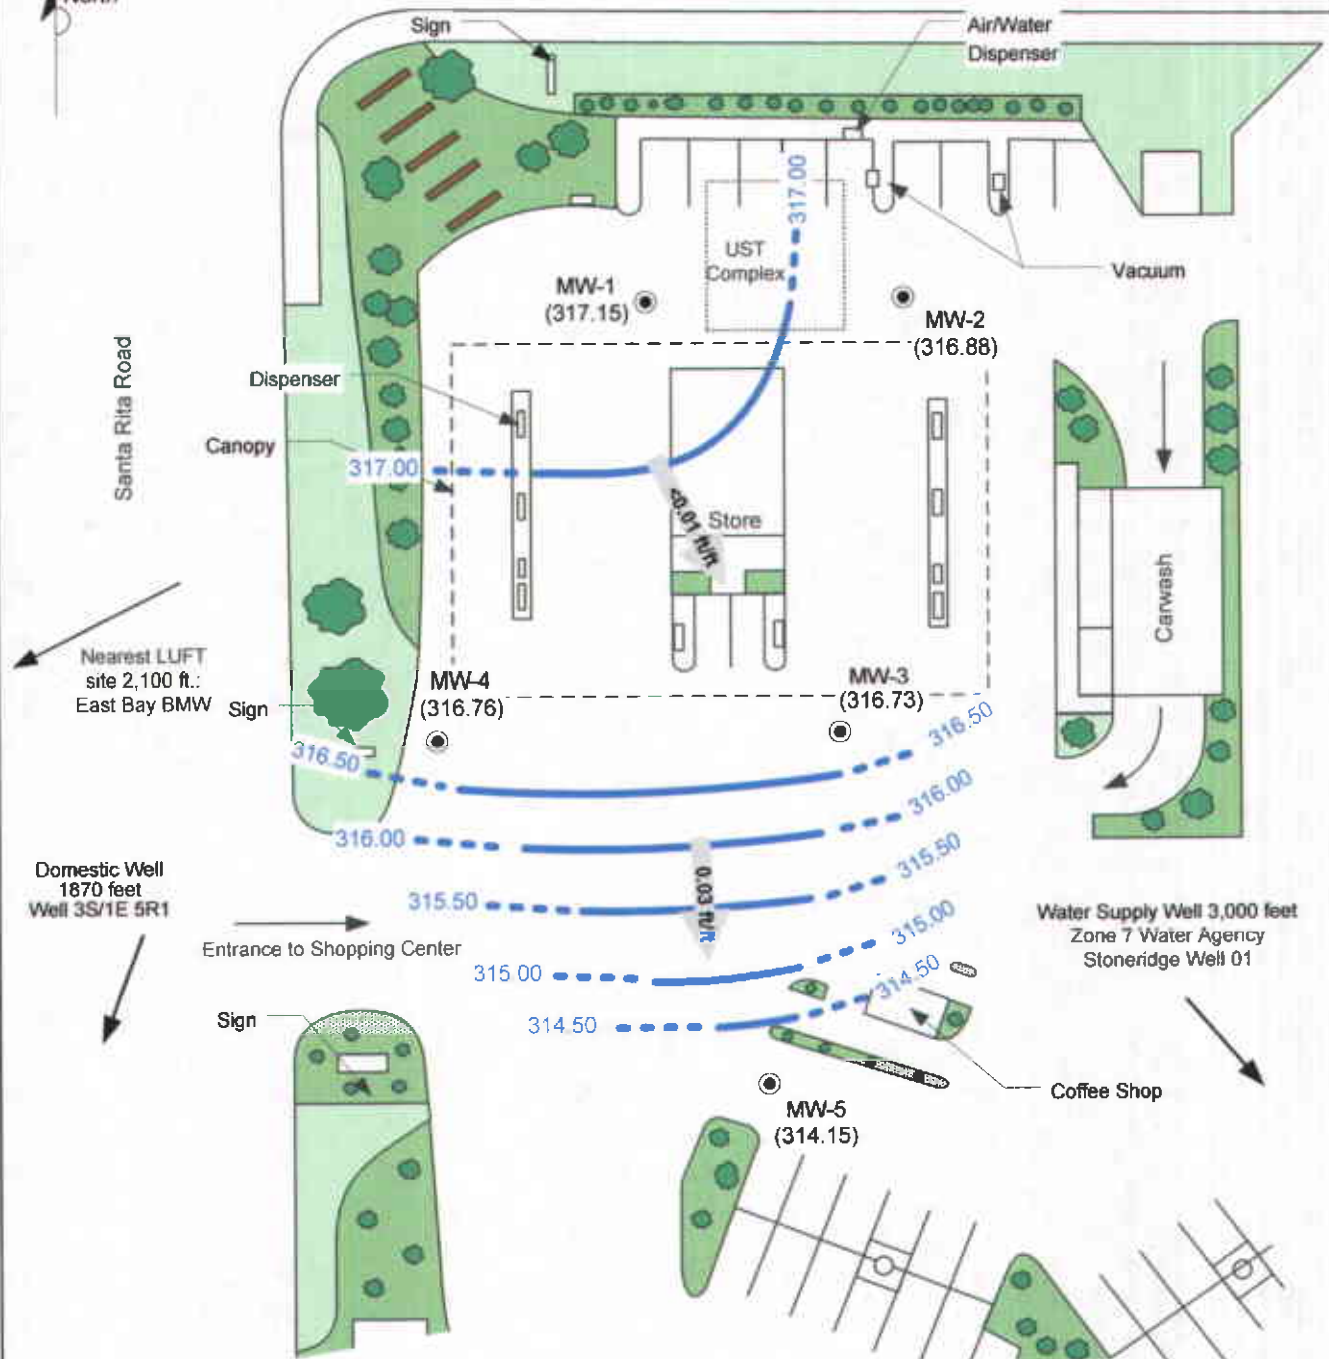 North
Sign
Air/Water
Dispenser
317.00
UST
Complex
Vacuum
MW-1
(317.15)
MW-2
(316.88)
Santa Rita Road
Dispenser
Canopy
317.00
<0.01 ft/ft
Store
Carwash
Nearest LUFT
site 2,100 ft.:
East Bay BMW
Sign
MW-4
(316.76)
MW-3
(316.73)
316.50
316.50
316.00
316.00
Domestic Well
1870 feet
Well 3S/1E 5R1
315.50
315.50
0.03 ft/ft
Entrance to Shopping Center
Water Supply Well 3,000 feet
Zone 7 Water Agency
Stoneridge Well 01
315.00
315.00
314.50
314.50
Sign
Coffee Shop
MW-5
(314.15)